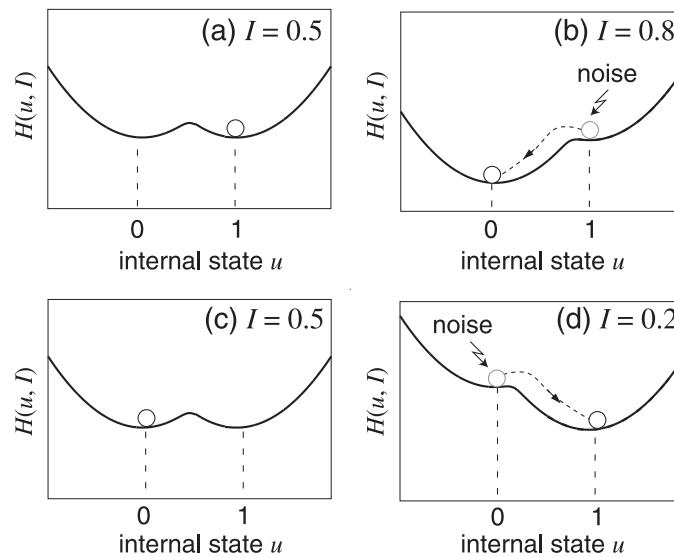 (a) I = 0.5
H(u, I)
0 1
internal state u
(b) I = 0.8
noise
H(u, I)
0 1
internal state u
(c) I = 0.5
H(u, I)
0 1
internal state u
(d) I = 0.2
noise
H(u, I)
0 1
internal state u